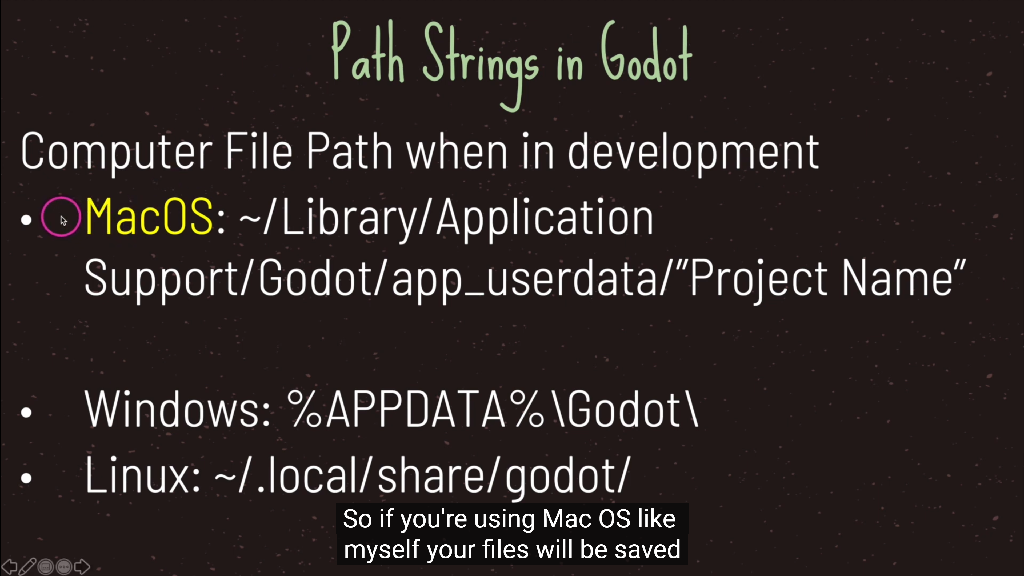 Path Strings in Godot
Computer File Path when in development
• MacOS: ~/Library/Application
Support/Godot/app_userdata/"Project Name"
• Windows: %APPDATA%\Godot\
• Linux: ~/.local/share/godot/
So if you're using Mac OS like
myself your files will be saved